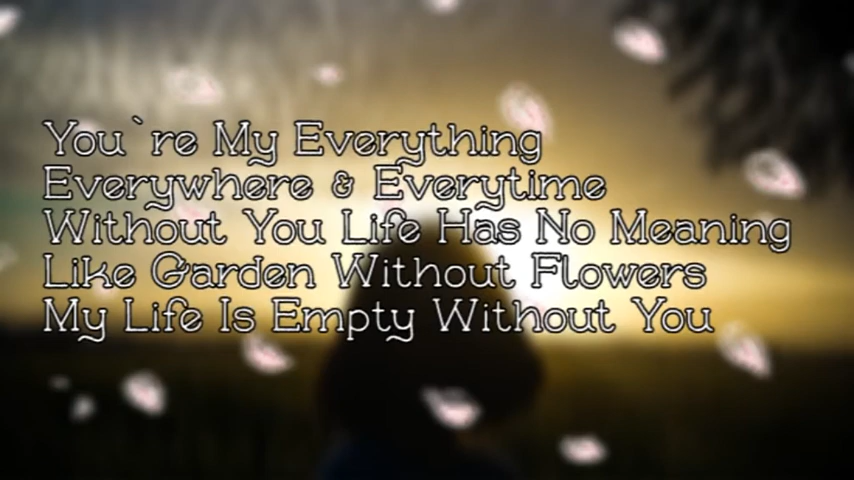 You`re My Everything
Everywhere & Everytime
Without You Life Has No Meaning
Like Garden Without Flowers
My Life Is Empty Without You